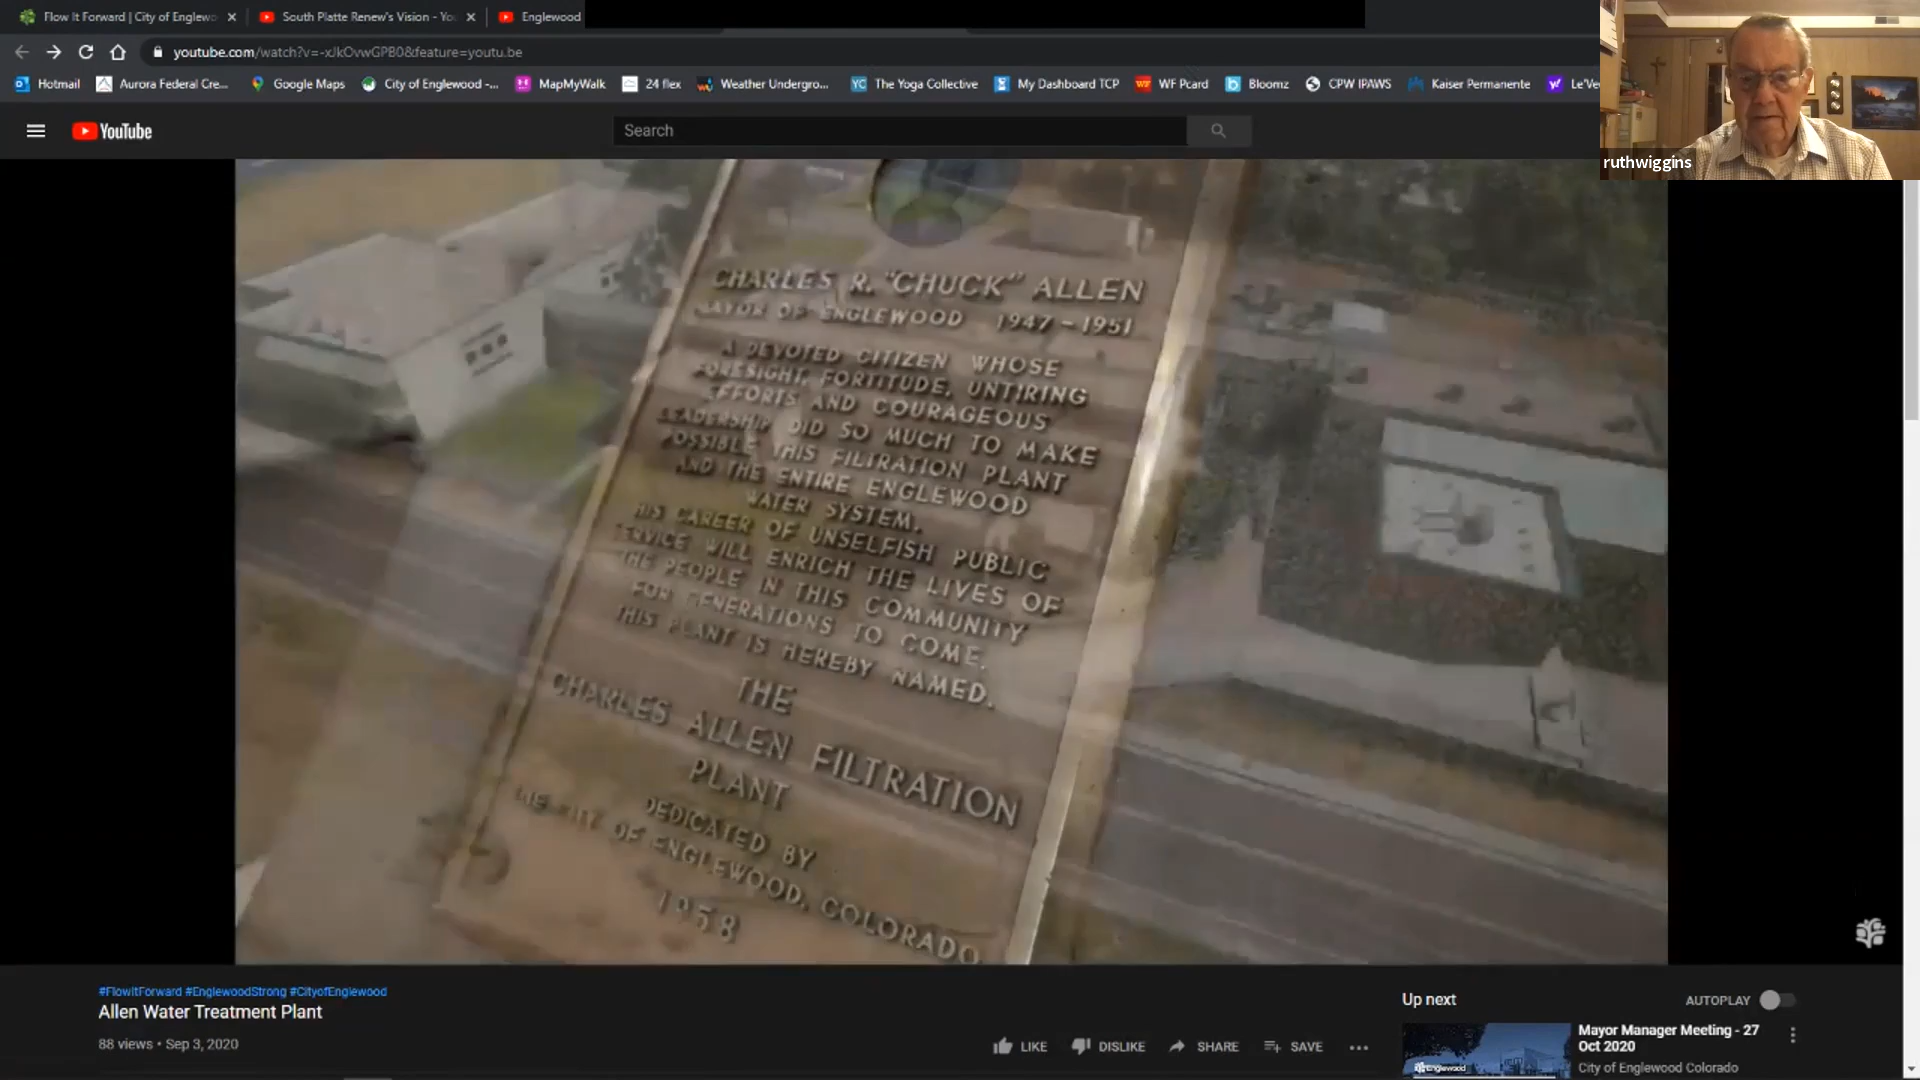 Flow It Forward | City of Englewo
South Platte Renew's Vision - Yo
Englewood
youtube.com/watch?v=-xJkOvwGPB0&feature=youtu.be
Hotmail
Aurora Federal Cre...
Google Maps
City of Englewood -...
MapMyWalk
24 flex
Weather Undergro...
The Yoga Collective
My Dashboard TCP
WF Pcard
Bloomz
CPW IPAWS
Kaiser Permanente
Le'Ve
ruthwiggins
YouTube
Search
CHARLES R. "CHUCK" ALLEN
MAYOR OF ENGLEWOOD 1947-1951
A DEVOTED CITIZEN WHOSE
FORESIGHT, FORTITUDE, UNTIRING
EFFORTS AND COURAGEOUS
LEADERSHIP DID SO MUCH TO MAKE
POSSIBLE THIS FILTRATION PLANT
AND THE ENTIRE ENGLEWOOD
WATER SYSTEM.
HIS CAREER OF UNSELFISH PUBLIC
SERVICE WILL ENRICH THE LIVES OF
THE PEOPLE IN THIS COMMUNITY
FOR GENERATIONS TO COME.
THIS PLANT IS HEREBY NAMED.
THE
CHARLES ALLEN FILTRATION
PLANT
DEDICATED BY
THE CITY OF ENGLEWOOD, COLORADO.
1958
#FlowItForward #EnglewoodStrong #CityofEnglewood
Allen Water Treatment Plant
88 views • Sep 3, 2020
LIKE
DISLIKE
SHARE
SAVE
Up next
AUTOPLAY
Mayor Manager Meeting - 27
Oct 2020
City of Englewood Colorado
Englewood